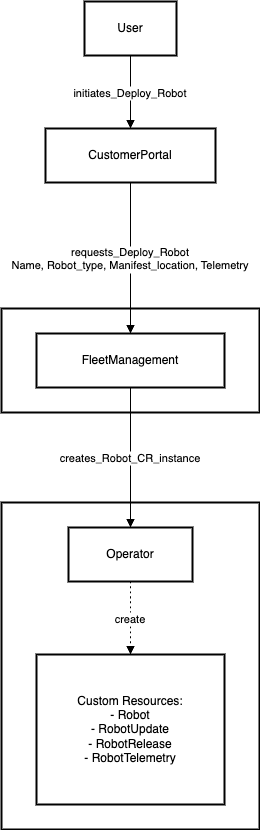 User
initiates_Deploy_Robot
CustomerPortal
requests_Deploy_Robot
Name, Robot_type, Manifest_location, Telemetry
FleetManagement
creates_Robot_CR_instance
Operator
create
Custom Resources:
- Robot
- RobotUpdate
- RobotRelease
- RobotTelemetry